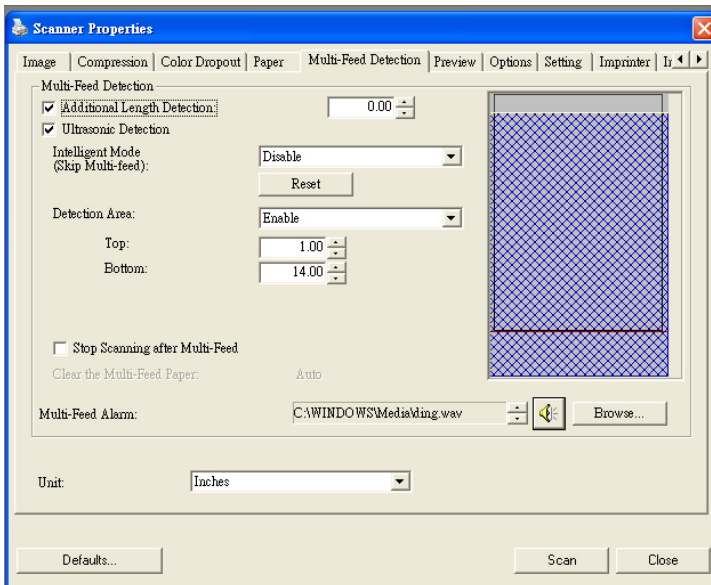 Scanner Properties
Image Compression Color Dropout Paper Multi-Feed Detection Preview Options Setting Imprinter
Multi-Feed Detection
Additional Length Detection: 0.00
Ultrasonic Detection
Intelligent Mode Disable
(Skip Multi-feed):
Reset
Detection Area: Enable
Top: 1.00
Bottom: 14.00
Stop Scanning after Multi-Feed
Clear the Multi-Feed Paper: Auto
Multi-Feed Alarm: C:\WINDOWS\Media\ding.wav Browse...
Unit: Inches
Defaults... Scan Close